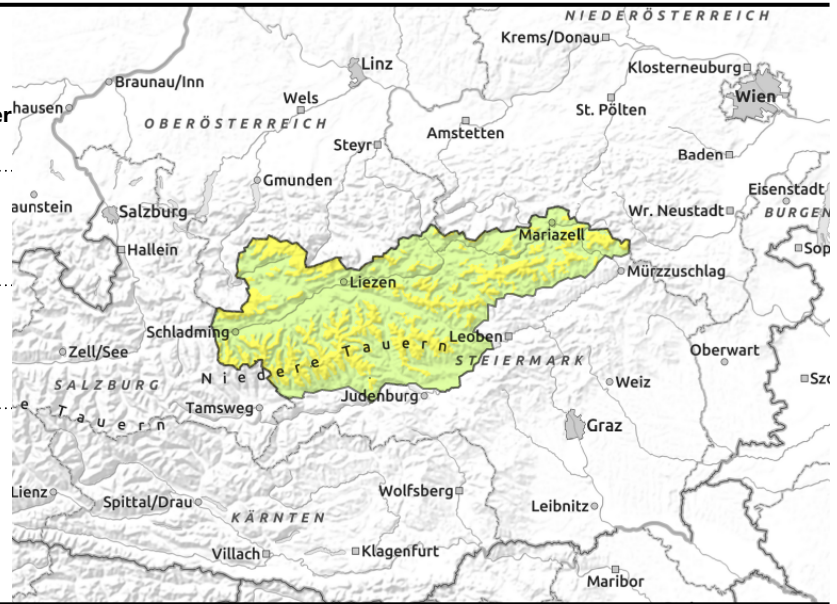 NIEDERÖSTERREICH
Krems/Donau
Linz
Klosterneuburg
Braunau/Inn
Wien
Wels
hausen
St. Pölten
er
OBERÖSTERREICH
Amstetten
Steyr
Baden
Gmunden
Eisenstadt
aunstein
Salzburg
Wr. Neustadt
BURGEN
Mariazell
Hallein
Sop
Mürzzuschlag
Liezen
Schladming
Leoben
Niedere Tauern
Zell/See
STEIERMARK
Oberwart
SALZBURG
Weiz
Szo
Judenburg
Tamsweg
e Tauern
Graz
Lienz
Wolfsberg
Spittal/Drau
Leibnitz
KÄRNTEN
Villach
Klagenfurt
Maribor